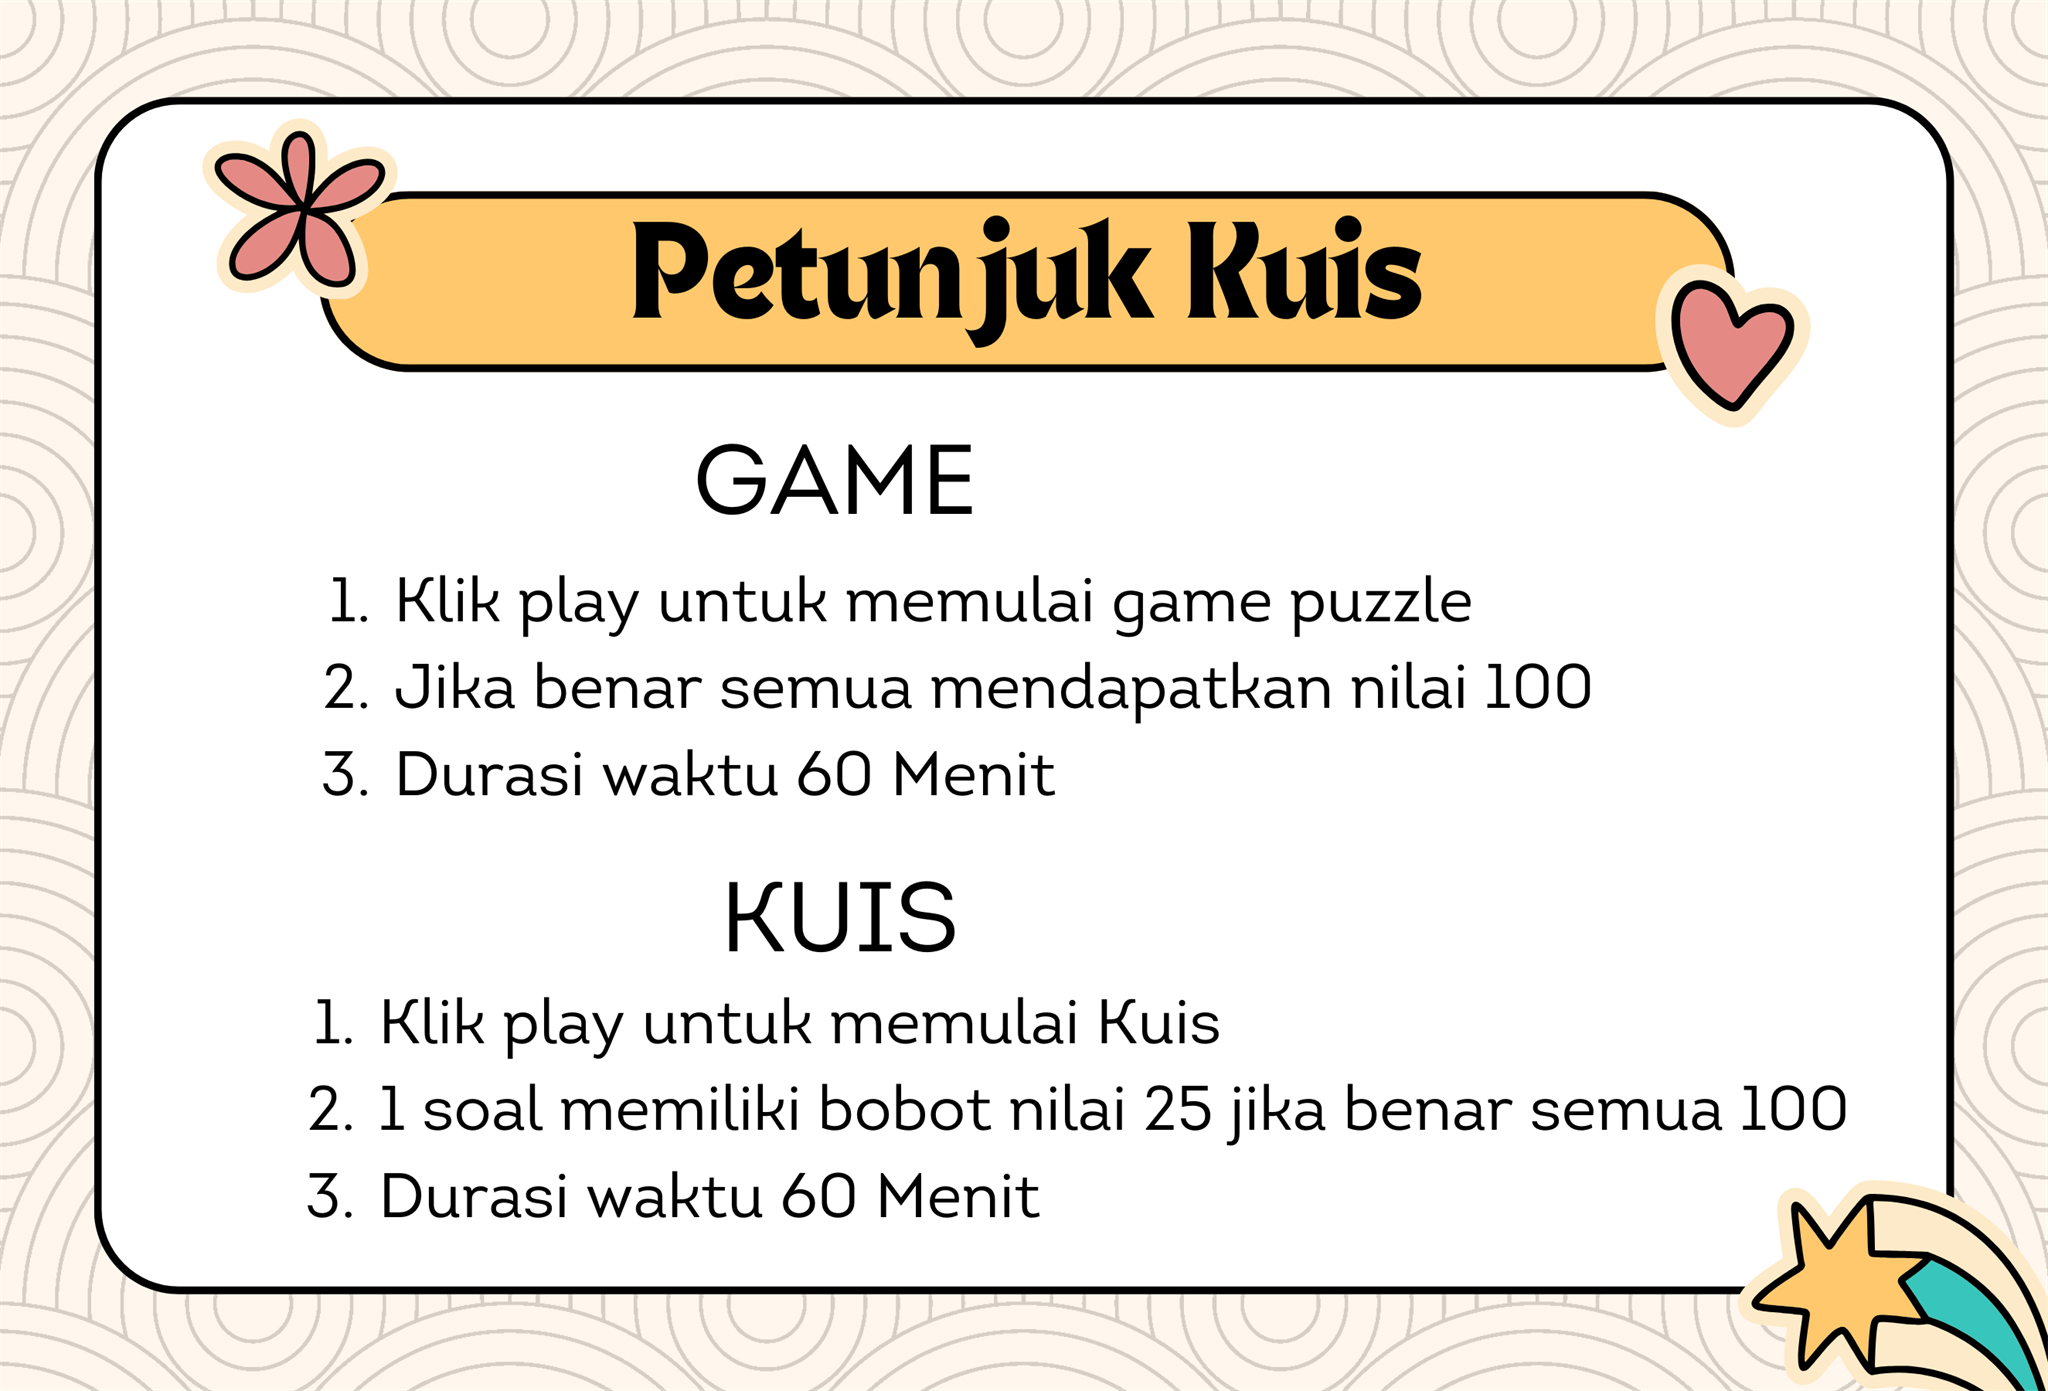 Petunjuk Kuis
GAME
1. Klik play untuk memulai game puzzle
2. Jika benar semua mendapatkan nilai 100
3. Durasi waktu 60 Menit
KUIS
1. Klik play untuk memulai Kuis
2. 1 soal memiliki bobot nilai 25 jika benar semua 100
3. Durasi waktu 60 Menit